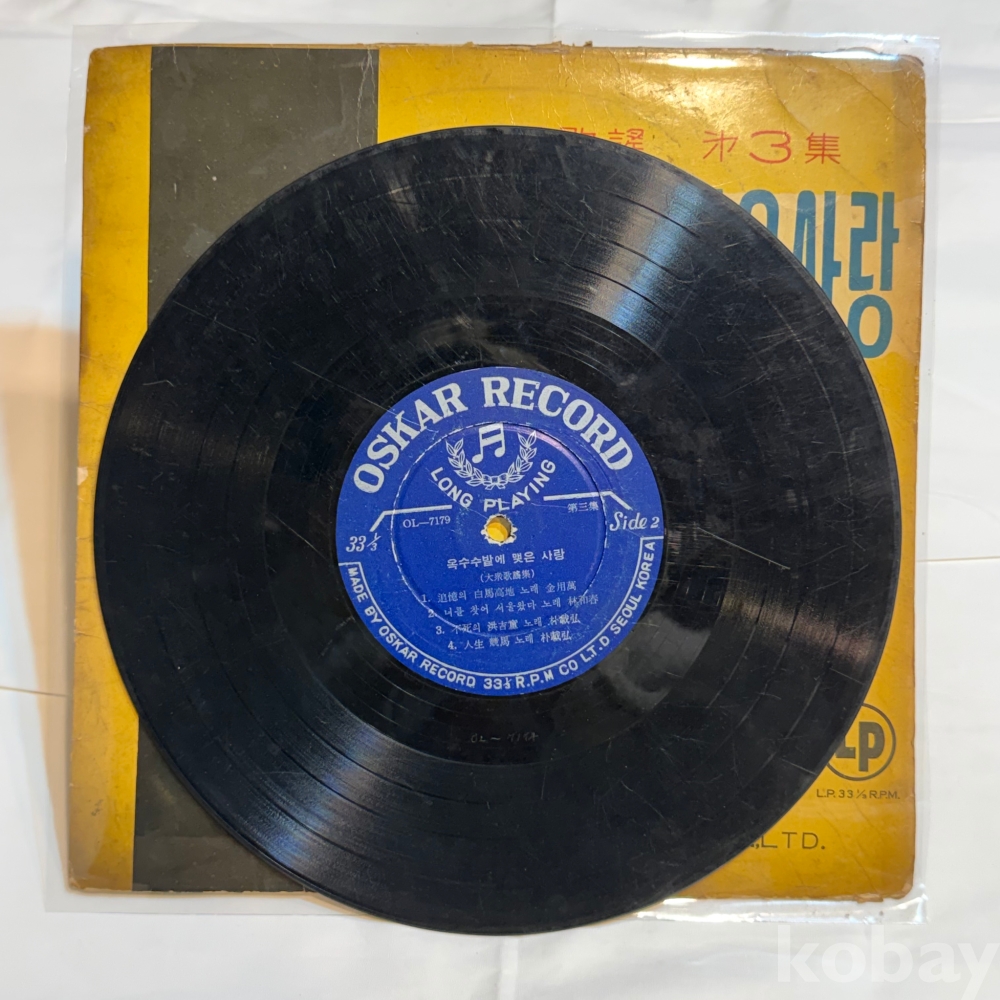 歌謠 第3集
사랑
OSKAR RECORD
LONG PLAYING
OL—7179
第三集
33⅓
Side 2
옥수수밭에 맺은 사랑
(大衆歌謠集)
1. 追憶의 白馬高地 노래 金用萬
2. 너를 찾어 서울왔다 노래 林和春
3. 不死의 洪吉童 노래 朴載弘
4. 人生 競馬 노래 朴載弘
MADE BY OSKAR RECORD 33⅓ R.P.M CO LT.D SEOUL KOREA
LP
L.P. 33⅓ R.P.M.
LTD.
kobay